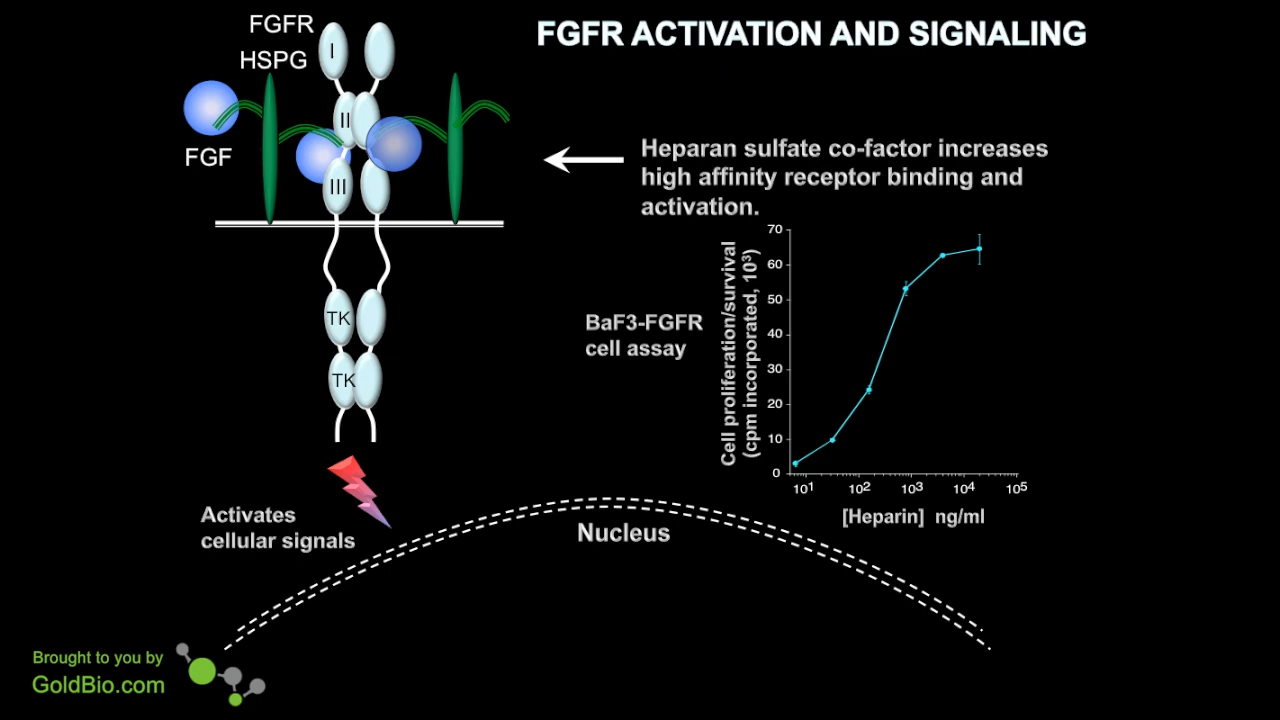 FGFR ACTIVATION AND SIGNALING
FGFR
HSPG
FGF
I
II
III
TK
TK
Heparan sulfate co-factor increases
high affinity receptor binding and
activation.
BaF3-FGFR
cell assay
Cell proliferation/survival
(cpm incorporated, 10³)
70
60
50
40
30
20
10
0
10¹ 10² 10³ 10⁴ 10⁵
[Heparin] ng/ml
Activates
cellular signals
Nucleus
Brought to you by
GoldBio.com